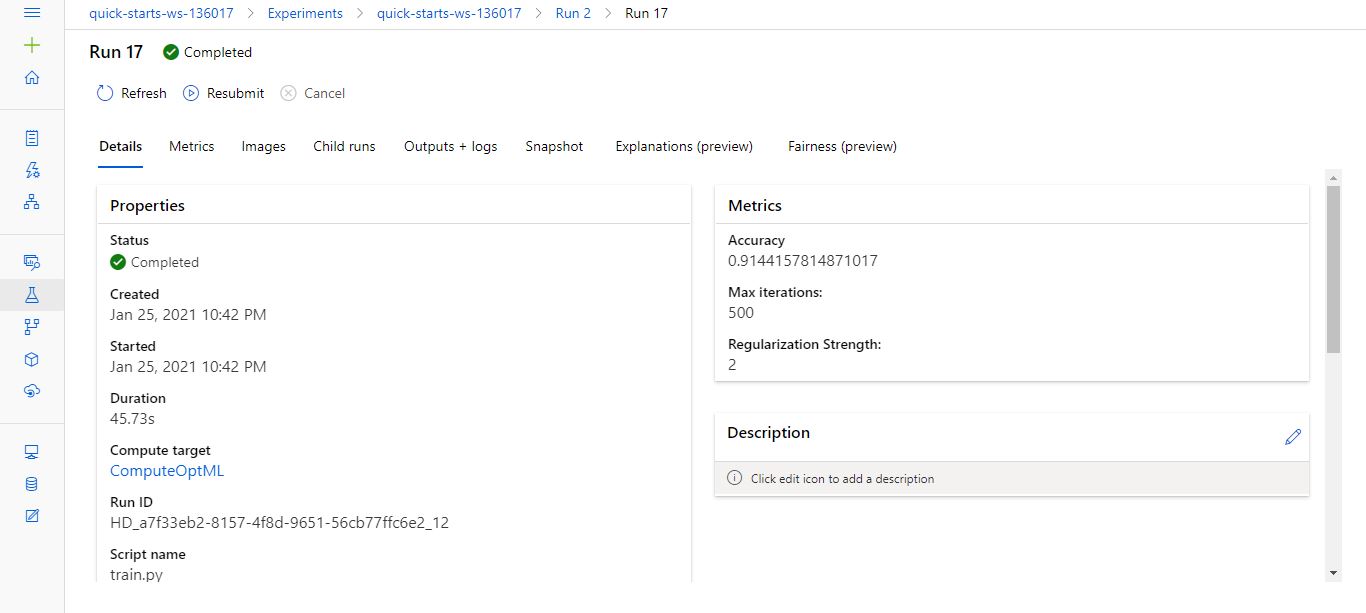 quick-starts-ws-136017 > Experiments > quick-starts-ws-136017 > Run 2 > Run 17
Run 17 Completed
Refresh Resubmit Cancel
Details Metrics Images Child runs Outputs + logs Snapshot Explanations (preview) Fairness (preview)
Properties
Status
Completed
Created
Jan 25, 2021 10:42 PM
Started
Jan 25, 2021 10:42 PM
Duration
45.73s
Compute target
ComputeOptML
Run ID
HD_a7f33eb2-8157-4f8d-9651-56cb77ffc6e2_12
Script name
train.py
Metrics
Accuracy
0.9144157814871017
Max iterations:
500
Regularization Strength:
2
Description
Click edit icon to add a description